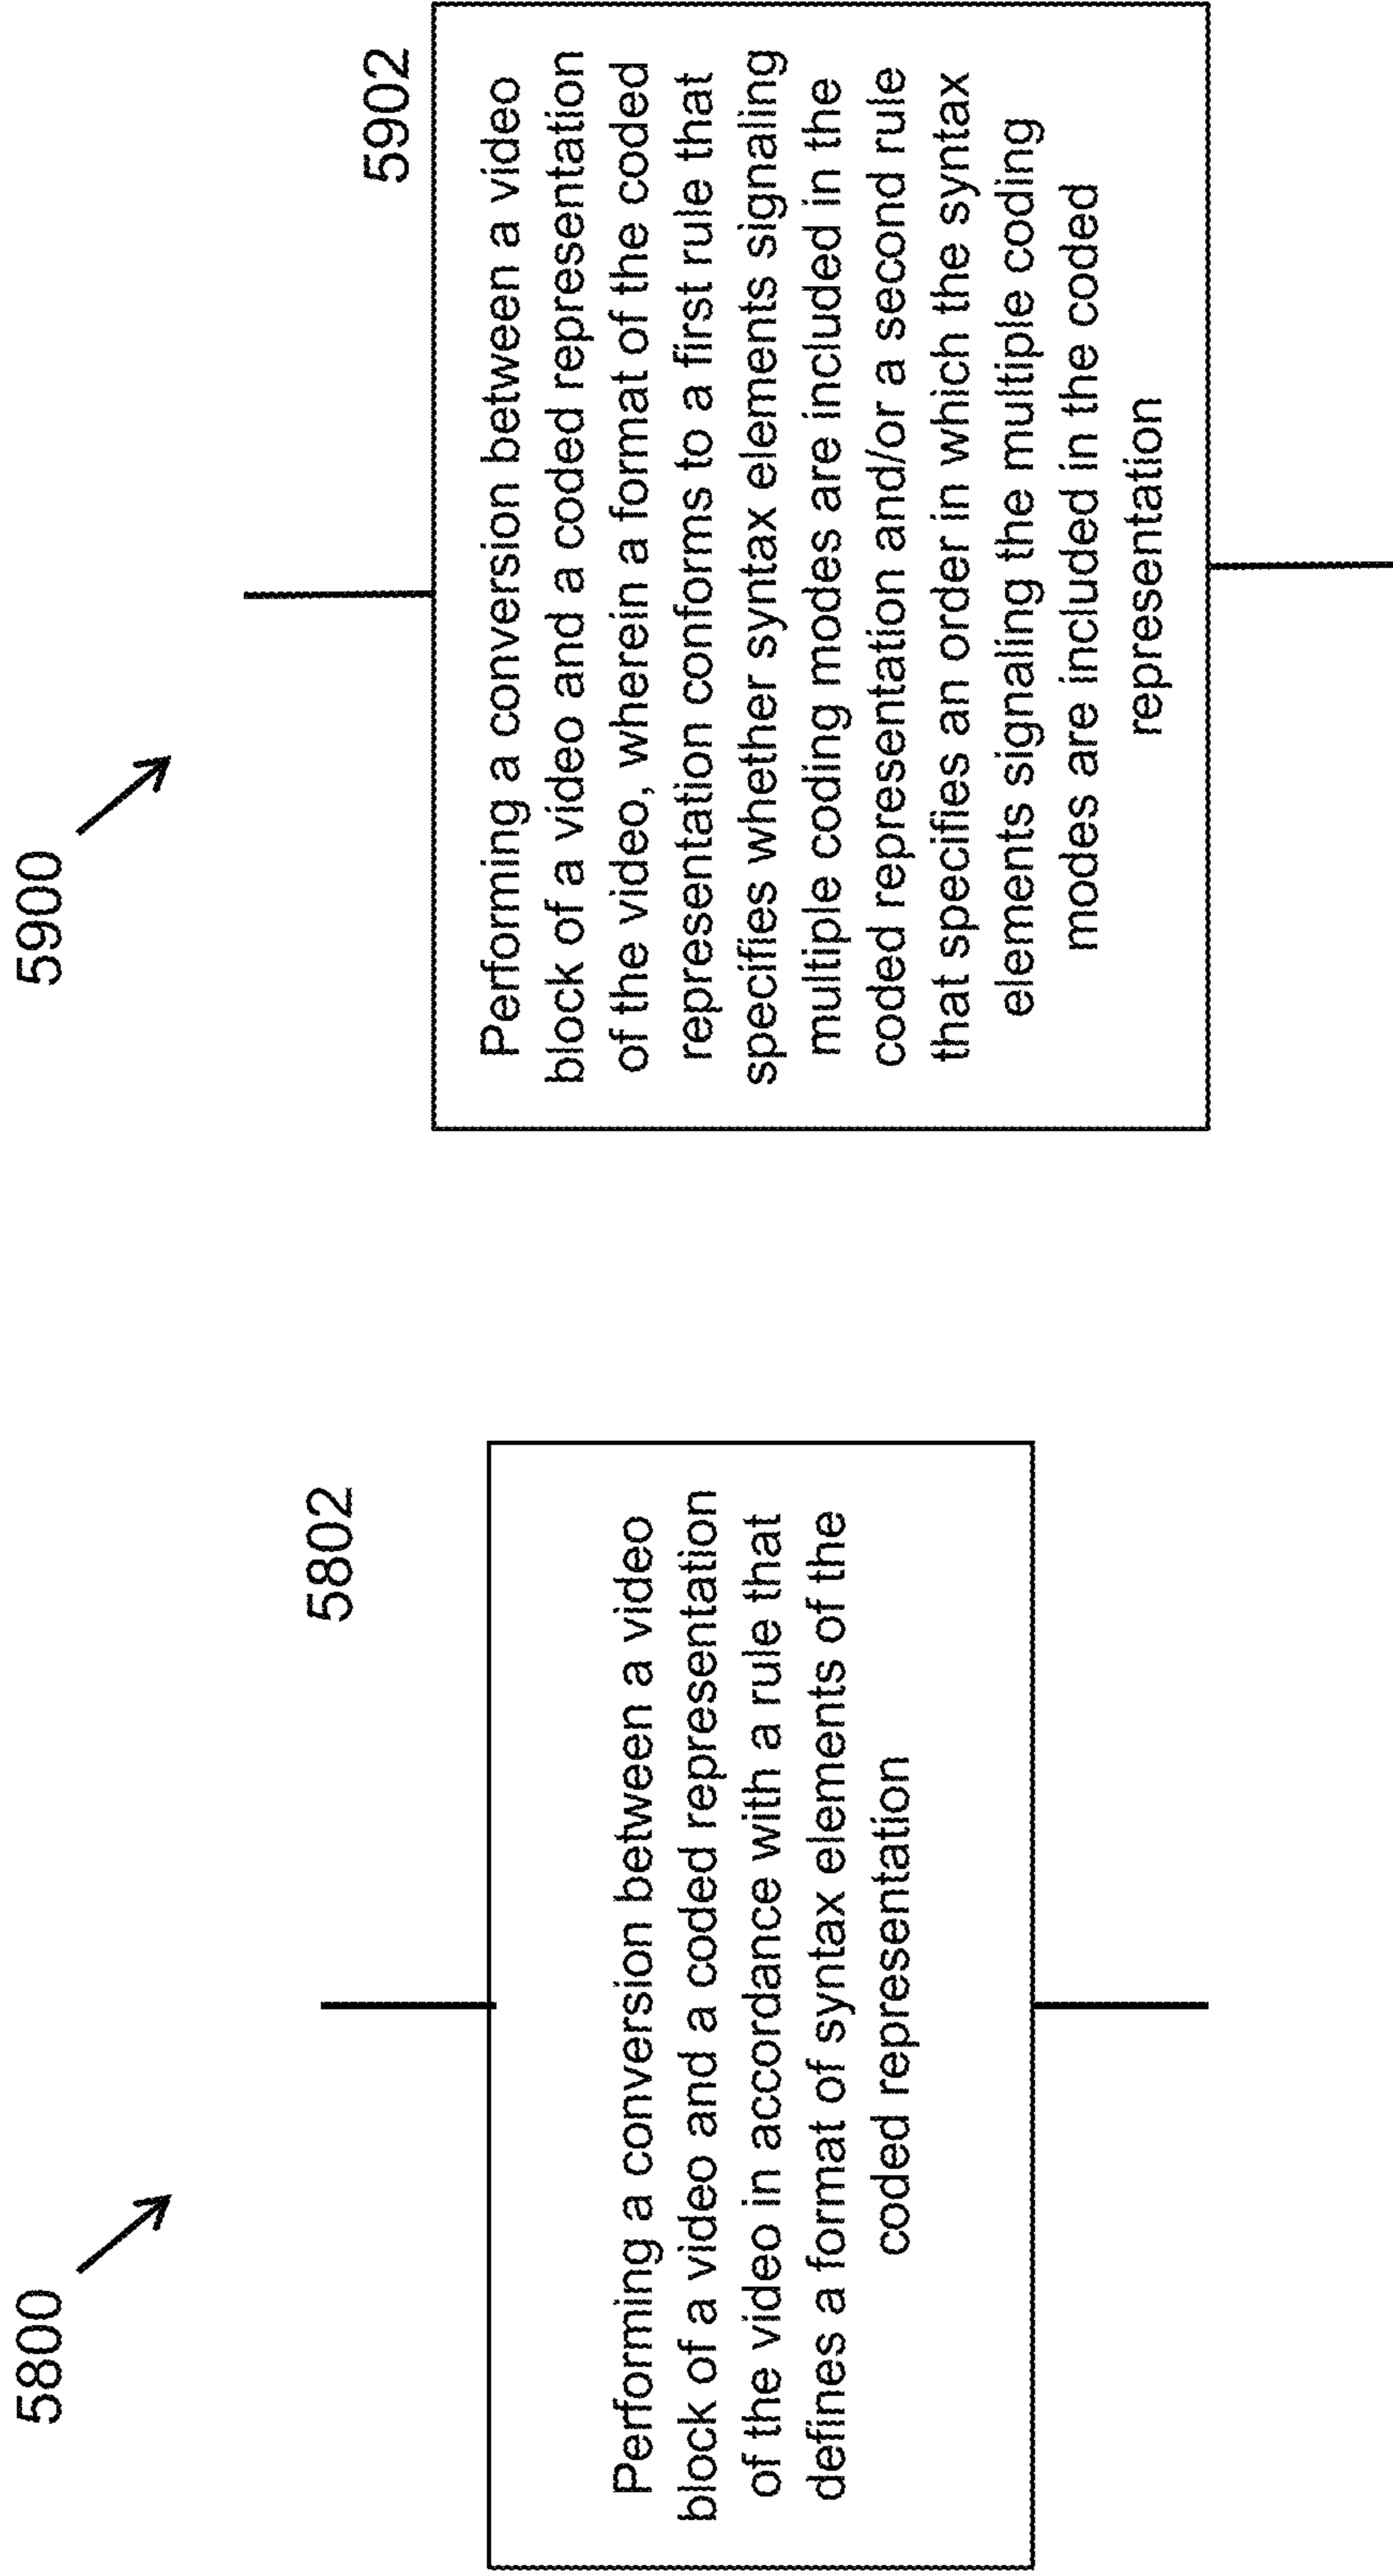 5800
5802
Performing a conversion between a video
block of a video and a coded representation
of the video in accordance with a rule that
defines a format of syntax elements of the
coded representation
5900
5902
Performing a conversion between a video
block of a video and a coded representation
of the video, wherein a format of the coded
representation conforms to a first rule that
specifies whether syntax elements signaling
multiple coding modes are included in the
coded representation and/or a second rule
that specifies an order in which the syntax
elements signaling the multiple coding
modes are included in the coded
representation